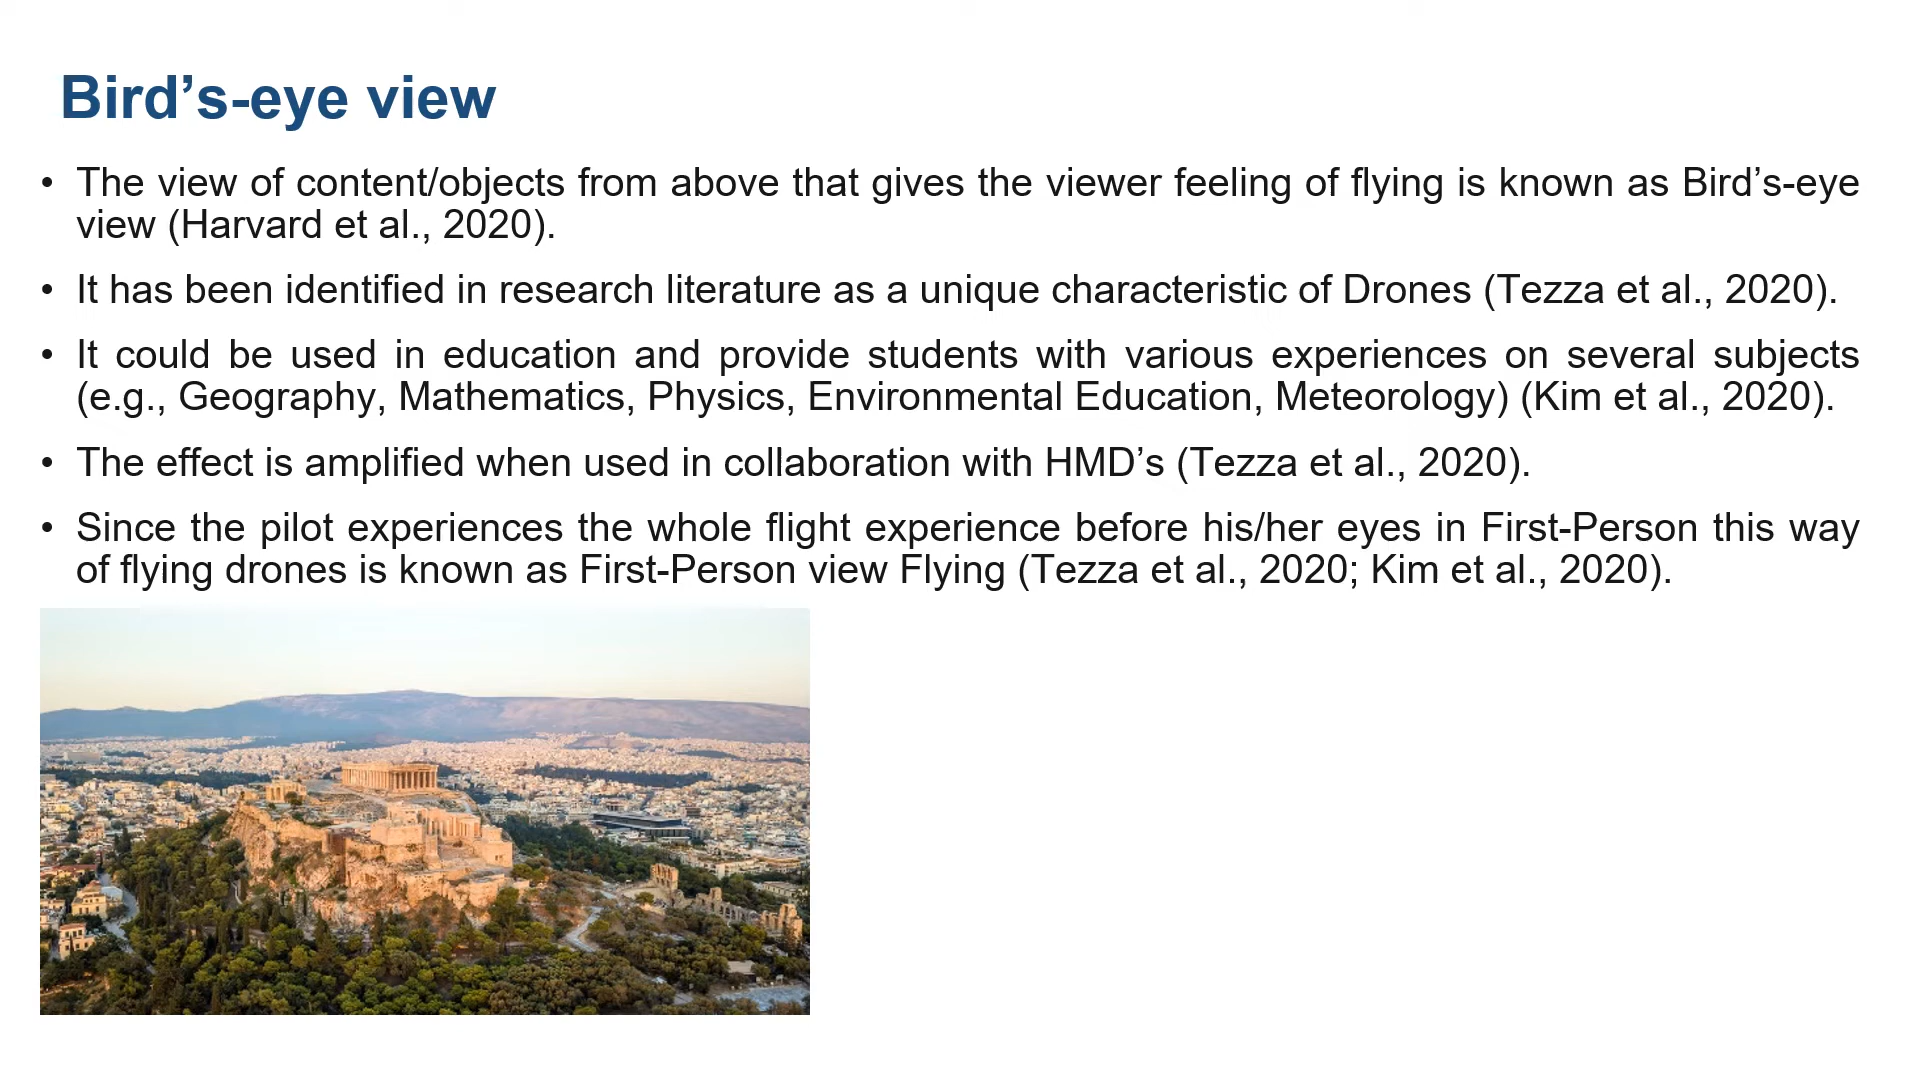 Bird’s-eye view
• The view of content/objects from above that gives the viewer feeling of flying is known as Bird’s-eye
view (Harvard et al., 2020).
• It has been identified in research literature as a unique characteristic of Drones (Tezza et al., 2020).
• It could be used in education and provide students with various experiences on several subjects
(e.g., Geography, Mathematics, Physics, Environmental Education, Meteorology) (Kim et al., 2020).
• The effect is amplified when used in collaboration with HMD’s (Tezza et al., 2020).
• Since the pilot experiences the whole flight experience before his/her eyes in First-Person this way
of flying drones is known as First-Person view Flying (Tezza et al., 2020; Kim et al., 2020).